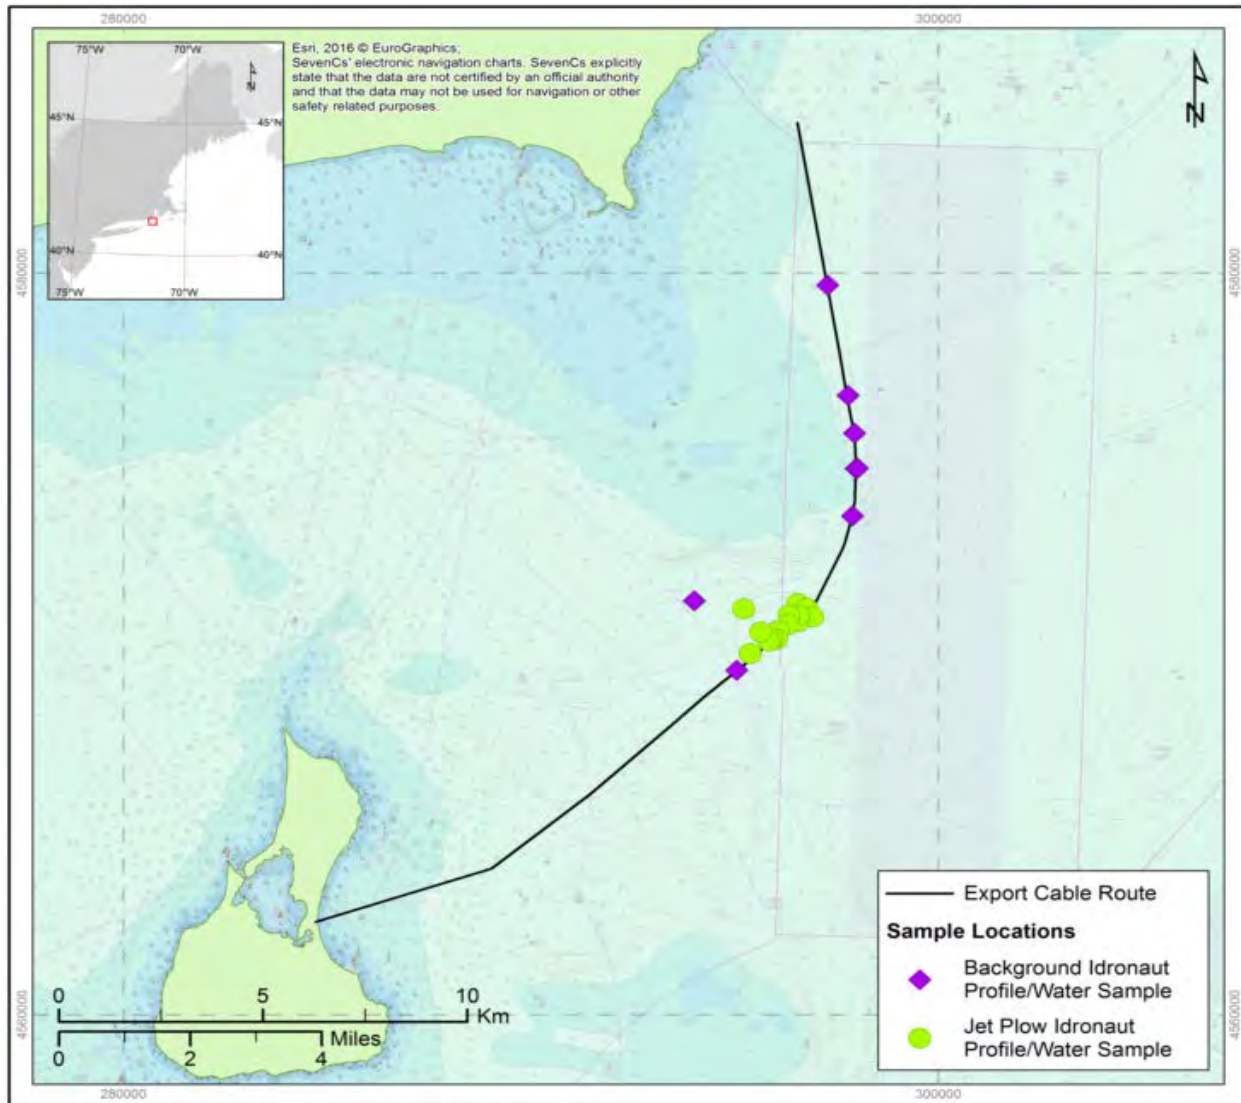 280000
300000
75°W
70°W
Esri, 2016 © EuroGraphics;
SevenCs' electronic navigation charts. SevenCs explicitly
state that the data are not certified by an official authority
and that the data may not be used for navigation or other
safety related purposes.
N
N
45°N
45°N
40°N
40°N
75°W
70°W
4580000
4580000
Export Cable Route
Sample Locations
Background Idronaut
Profile/Water Sample
Jet Plow Idronaut
Profile/Water Sample
0
5
10
Km
Miles
0
2
4
4560000
4560000
280000
300000